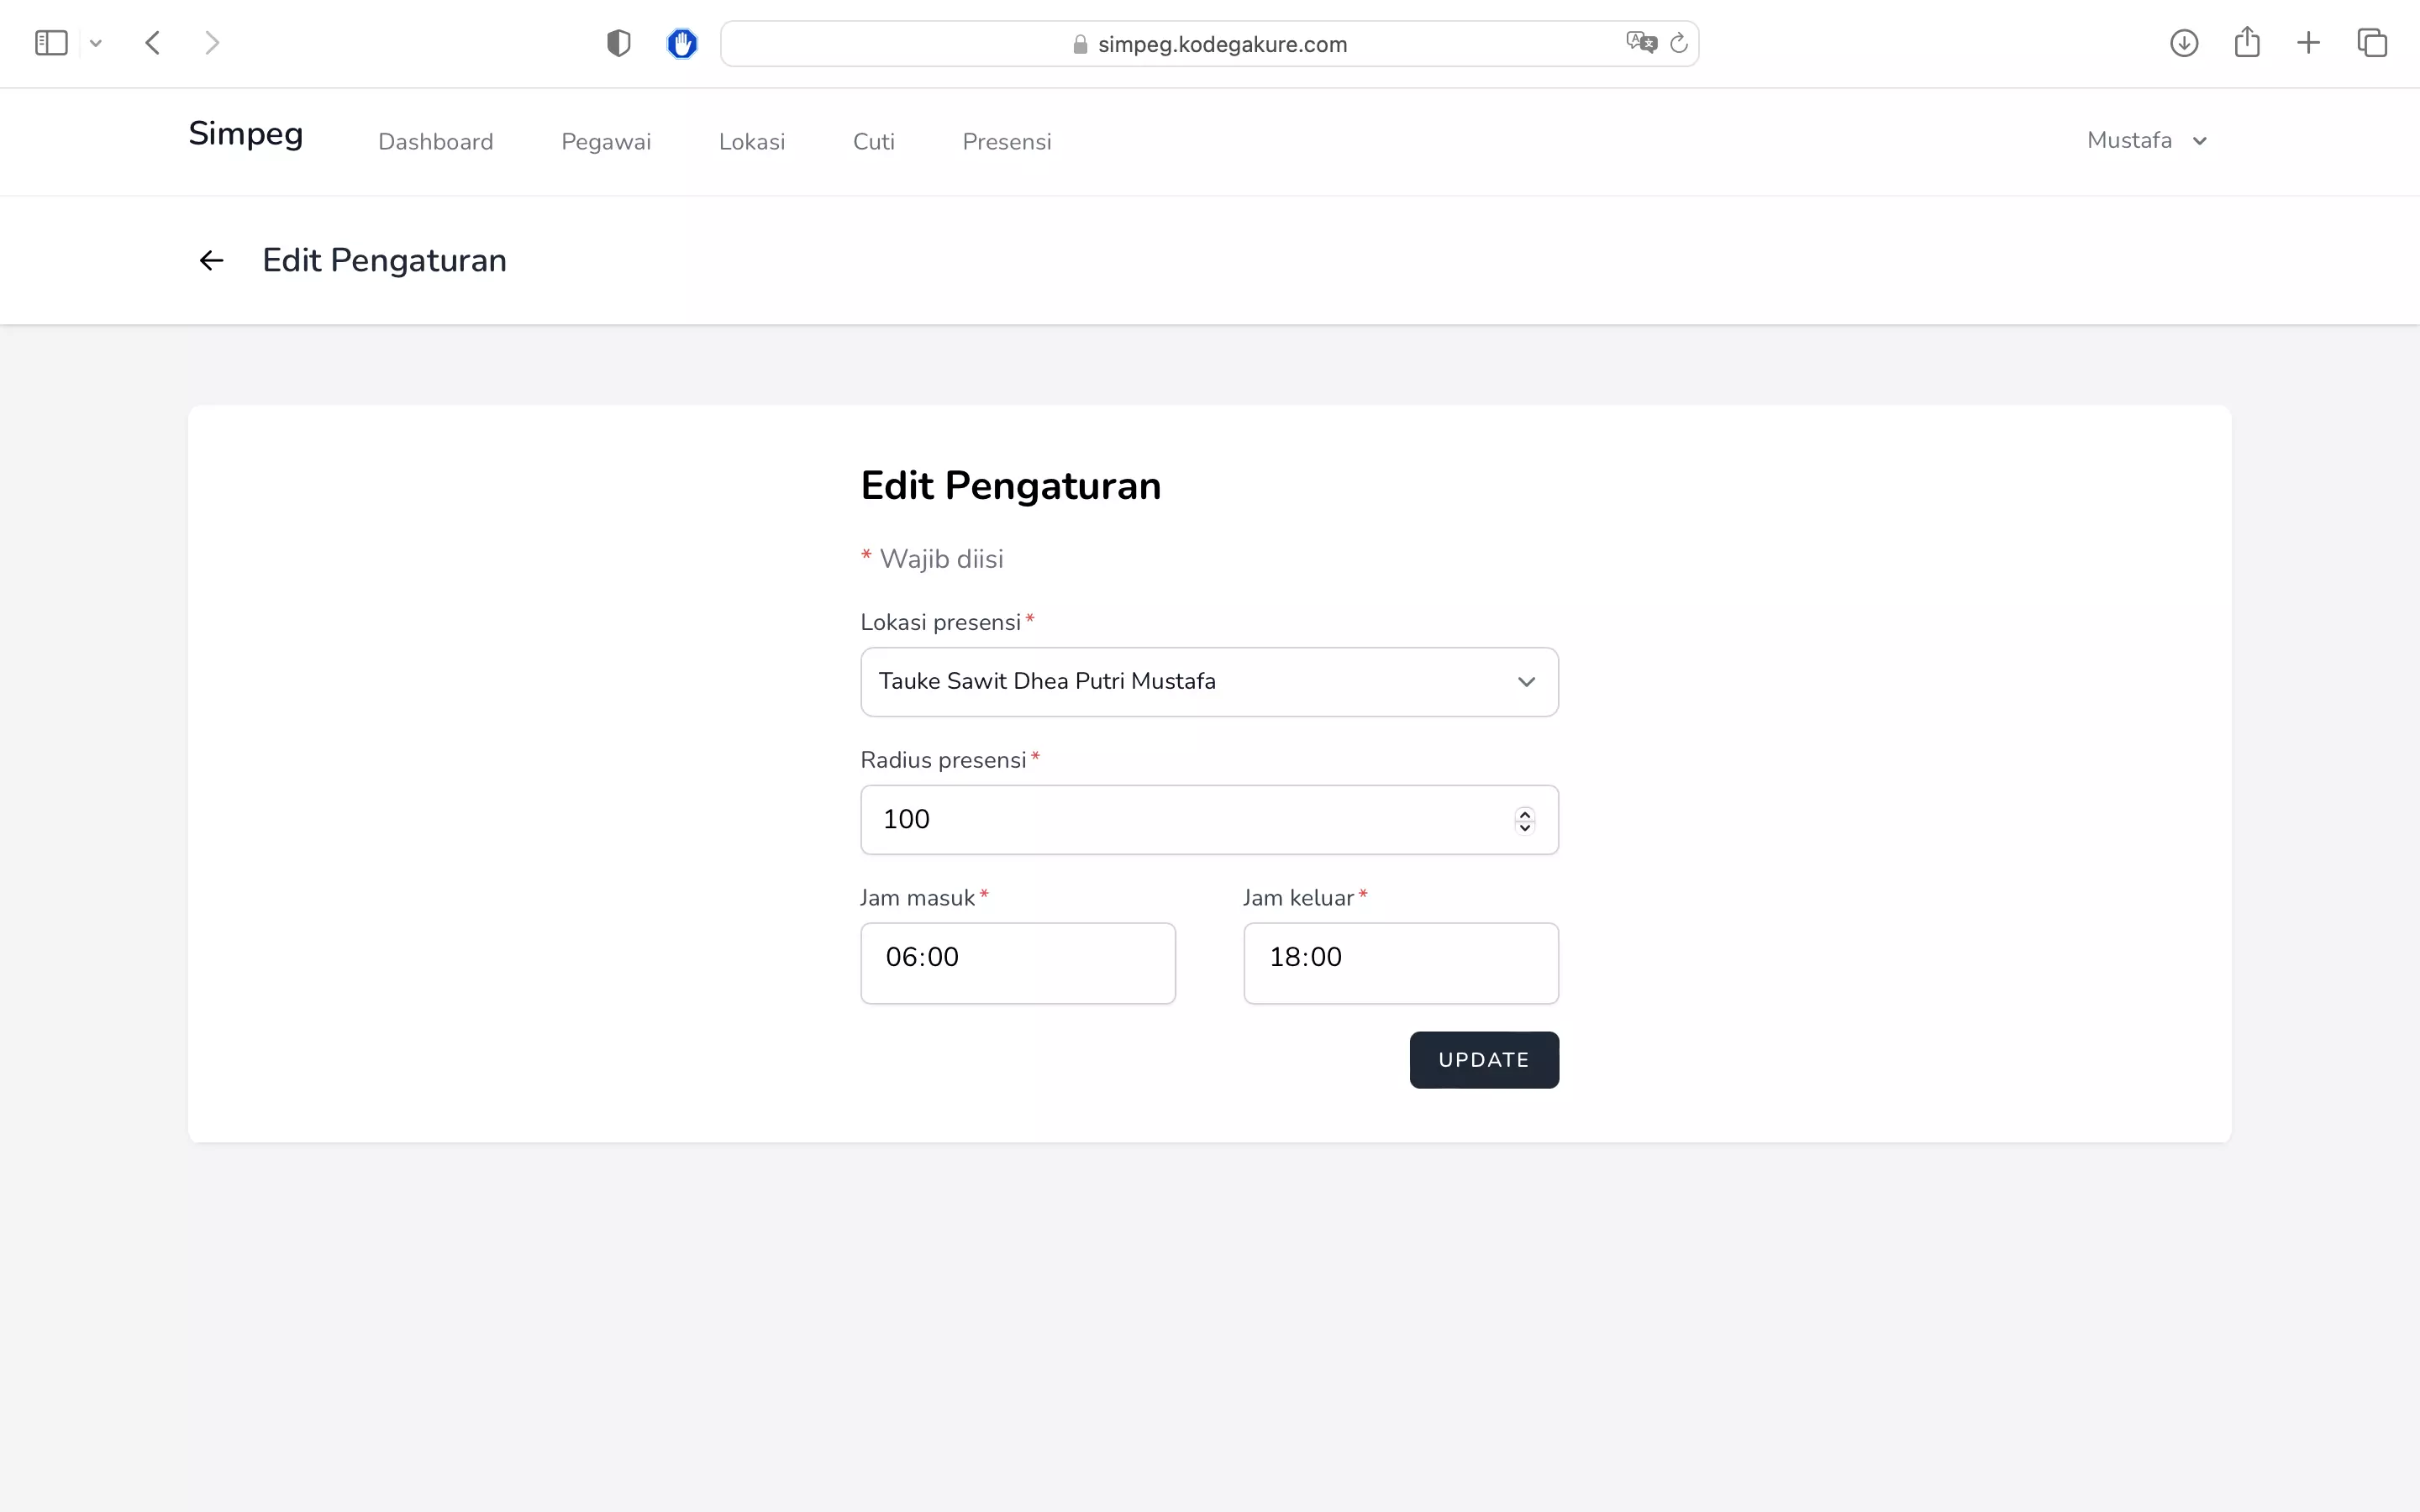 simpeg.kodegakure.com
Simpeg Dashboard Pegawai Lokasi Cuti Presensi Mustafa
Edit Pengaturan
Edit Pengaturan
* Wajib diisi
Lokasi presensi*
Tauke Sawit Dhea Putri Mustafa
Radius presensi*
100
Jam masuk* Jam keluar*
06:00 18:00
UPDATE